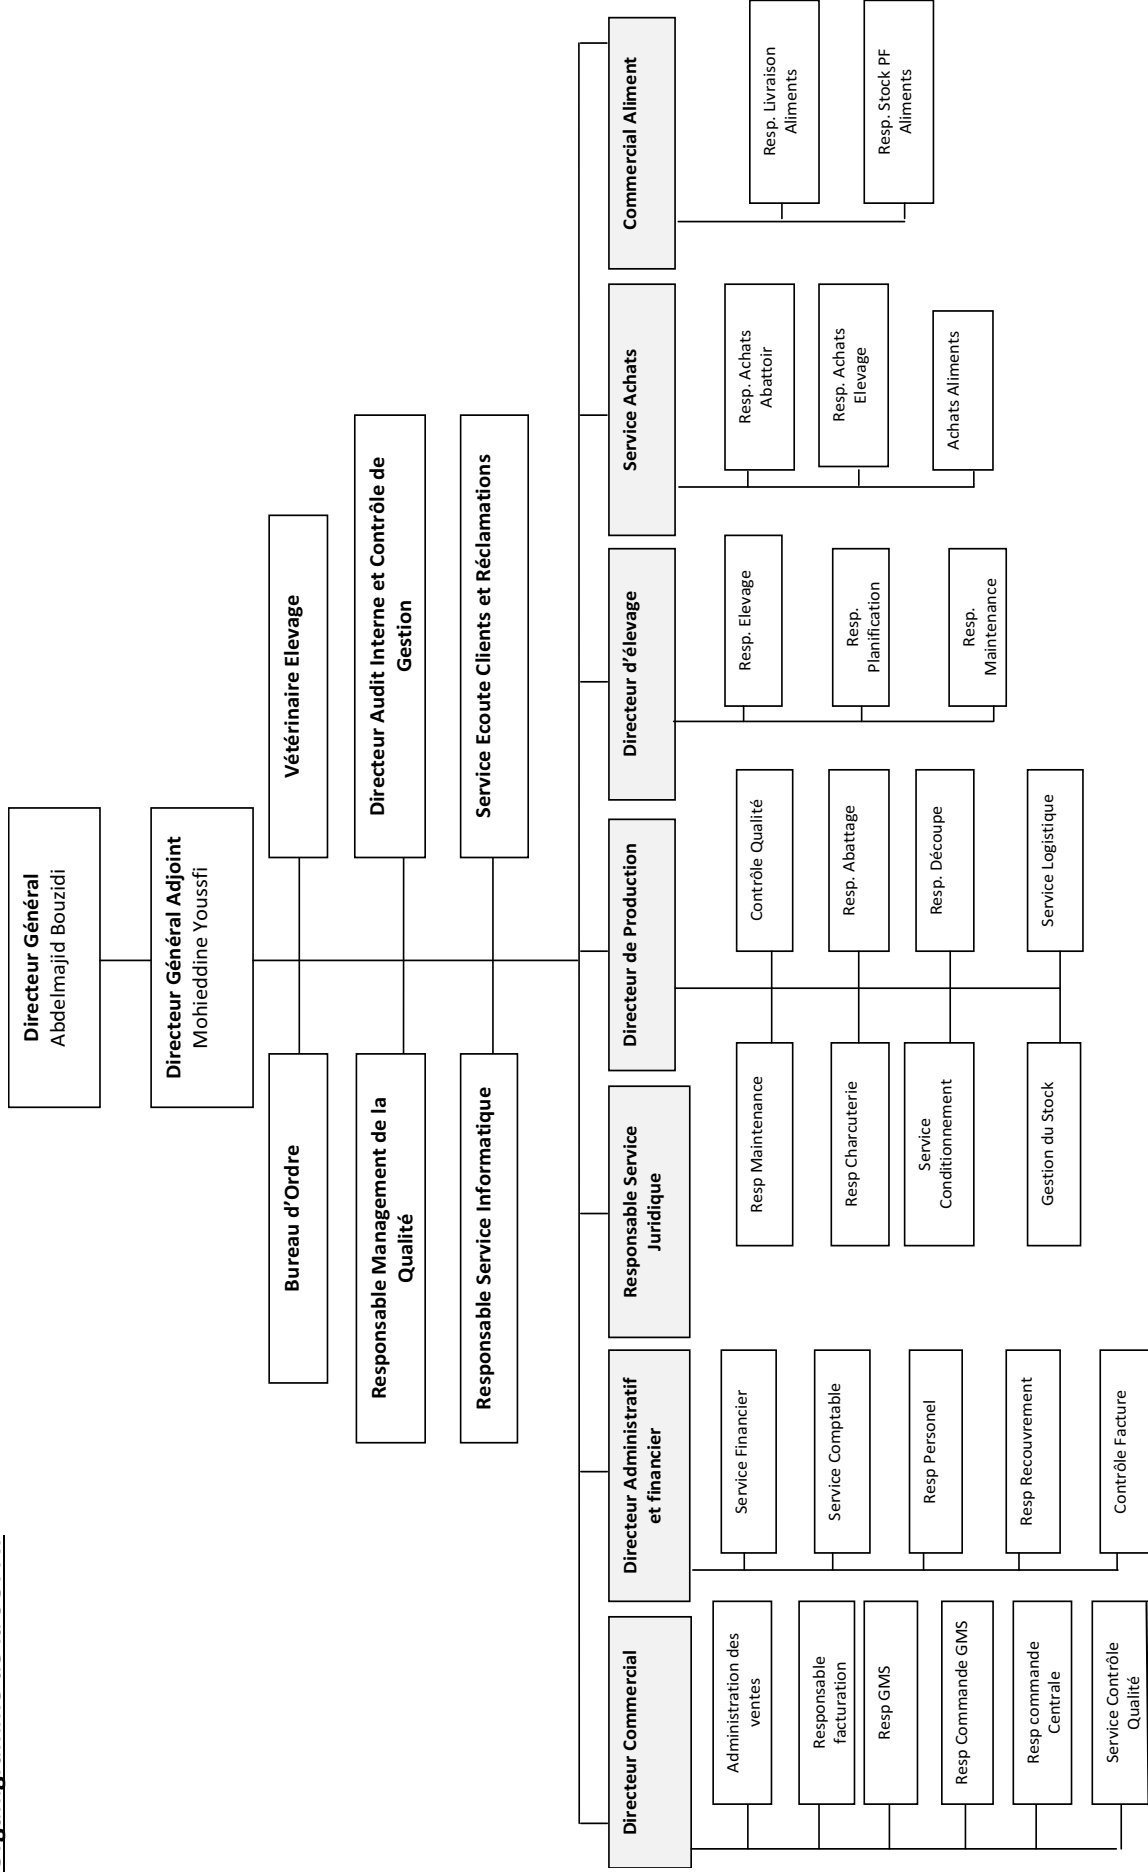 Directeur Général
Abdelmajid Bouzidi
Directeur Général Adjoint
Mohieddine Youssfi
Bureau d’Ordre
Vétérinaire Elevage
Responsable Management de la
Qualité
Directeur Audit Interne et Contrôle de
Gestion
Responsable Service Informatique
Service Ecoute Clients et Réclamations
Directeur Commercial
Administration des
ventes
Responsable
facturation
Resp GMS
Resp Commande GMS
Resp commande
Centrale
Service Contrôle
Qualité
Directeur Administratif
et financier
Service Financier
Service Comptable
Resp Personel
Resp Recouvrement
Contrôle Facture
Responsable Service
Juridique
Directeur de Production
Resp Maintenance
Contrôle Qualité
Resp Charcuterie
Resp. Abattage
Service
Conditionnement
Resp. Découpe
Gestion du Stock
Service Logistique
Directeur d’élevage
Resp. Elevage
Resp.
Planification
Resp.
Maintenance
Service Achats
Resp. Achats
Abattoir
Resp. Achats
Elevage
Achats Aliments
Commercial Aliment
Resp. Livraison
Aliments
Resp. Stock PF
Aliments